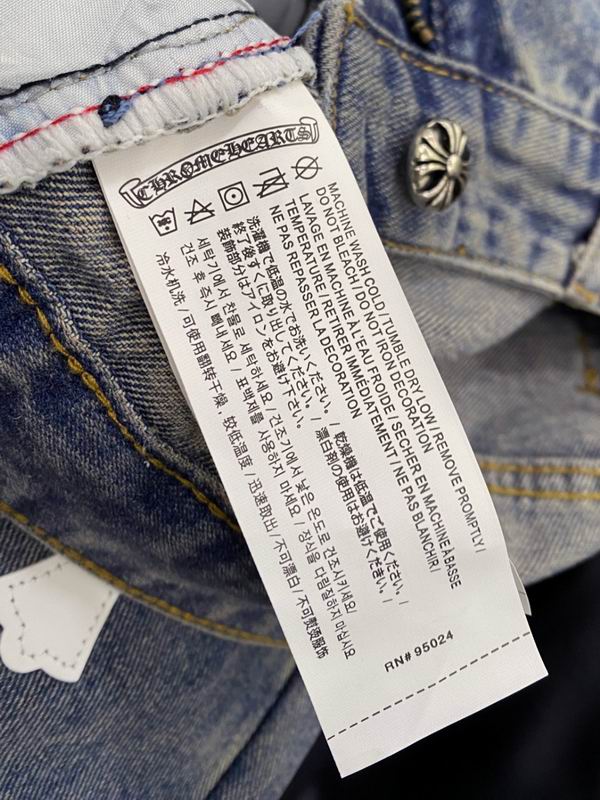 CHROME HEARTS
MACHINE WASH COLD / TUMBLE DRY LOW / REMOVE PROMPTLY /
DO NOT BLEACH / DO NOT IRON DECORATION
LAVAGE EN MACHINE À L'EAU FROIDE / SECHER EN MACHINE À BASSE
TEMPERATURE / RETIRER IMMÉDIATEMENT / NE PAS BLANCHIR /
NE PAS REPASSER LA DECORATION
洗濯機で低温の水でお洗いください。 / 乾燥機は低温でご使用ください。 /
終了後すぐに取り出してください。 / 漂白剤の使用はお避けください。 /
装飾部分はアイロンをお避け下さい。
세탁기에서 찬물로 세탁하세요 / 건조기에서 낮은 온도로 건조시키세요 /
건조 후 즉시 빼내세요 / 표백제를 사용하지 마세요 / 장식을 다림질하지 마십시요
冷水机洗 / 可使用翻转干燥，较低温度 / 迅速取出 / 不可漂白 / 不可熨烫服饰
RN# 95024